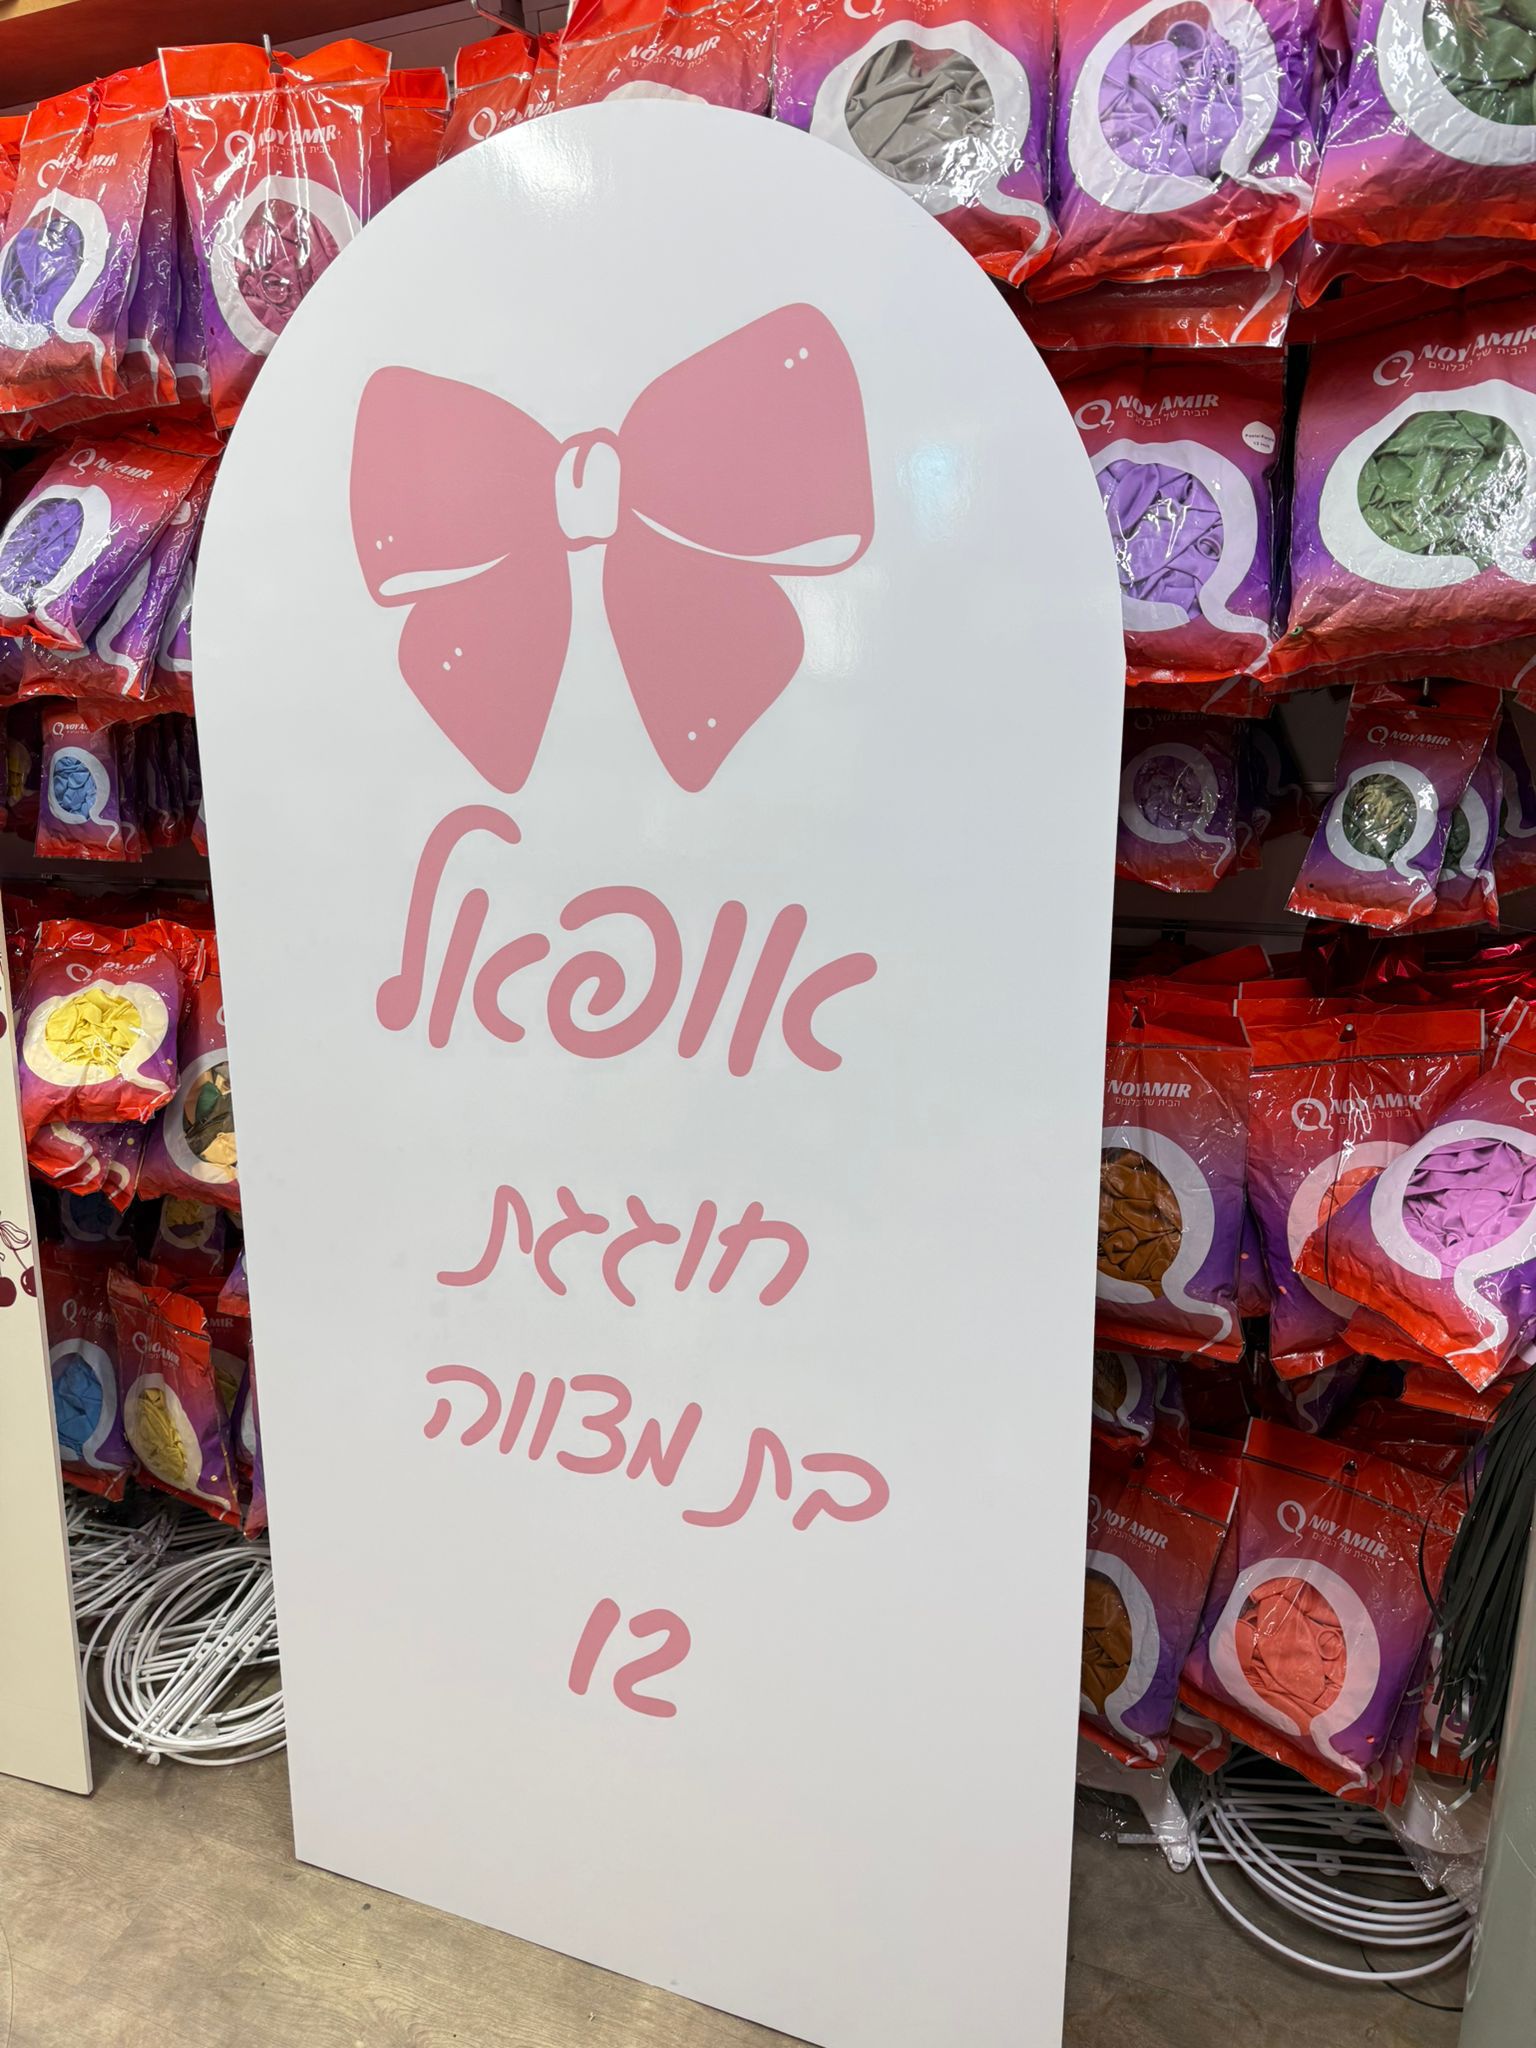 אופאל
חוגגת
בת מצווה
12
NOY AMIR
הבית של הבלונים